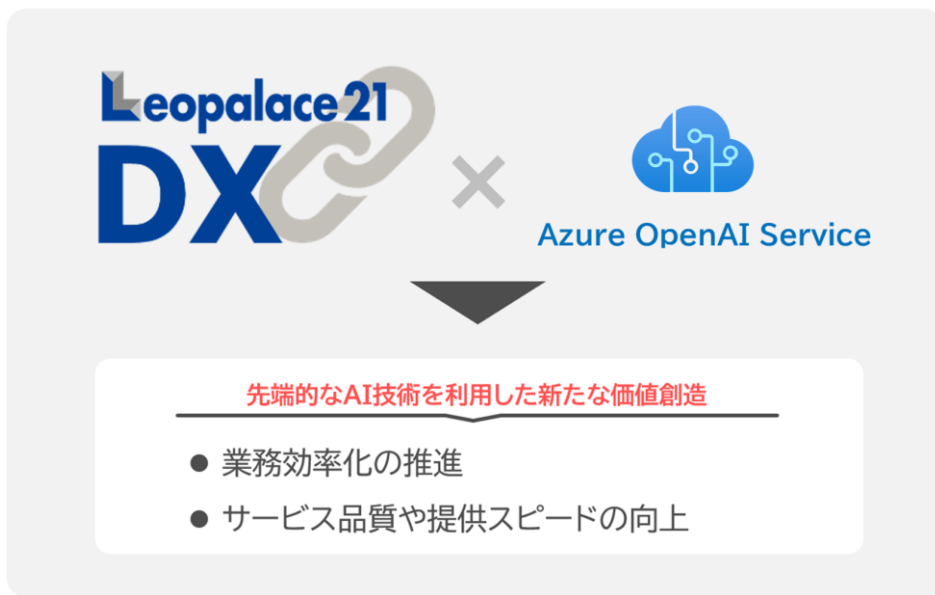 Leopalace21
DX
×
Azure OpenAI Service
先端的なAI技術を利用した新たな価値創造
● 業務効率化の推進
● サービス品質や提供スピードの向上